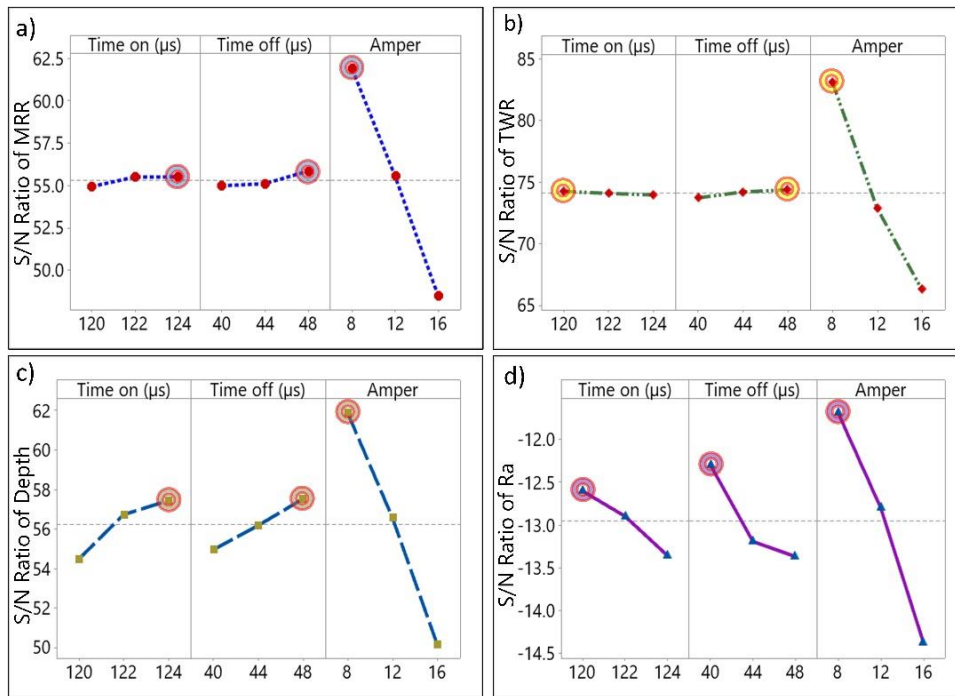 a)
Time on (µs) Time off (µs) Amper
S/N Ratio of MRR
62.5
60.0
57.5
55.0
52.5
50.0
120 122 124 40 44 48 8 12 16
b)
Time on (µs) Time off (µs) Amper
S/N Ratio of TWR
85
80
75
70
65
120 122 124 40 44 48 8 12 16
c)
Time on (µs) Time off (µs) Amper
S/N Ratio of Depth
62
60
58
56
54
52
50
120 122 124 40 44 48 8 12 16
d)
Time on (µs) Time off (µs) Amper
S/N Ratio of Ra
-12.0
-12.5
-13.0
-13.5
-14.0
-14.5
120 122 124 40 44 48 8 12 16